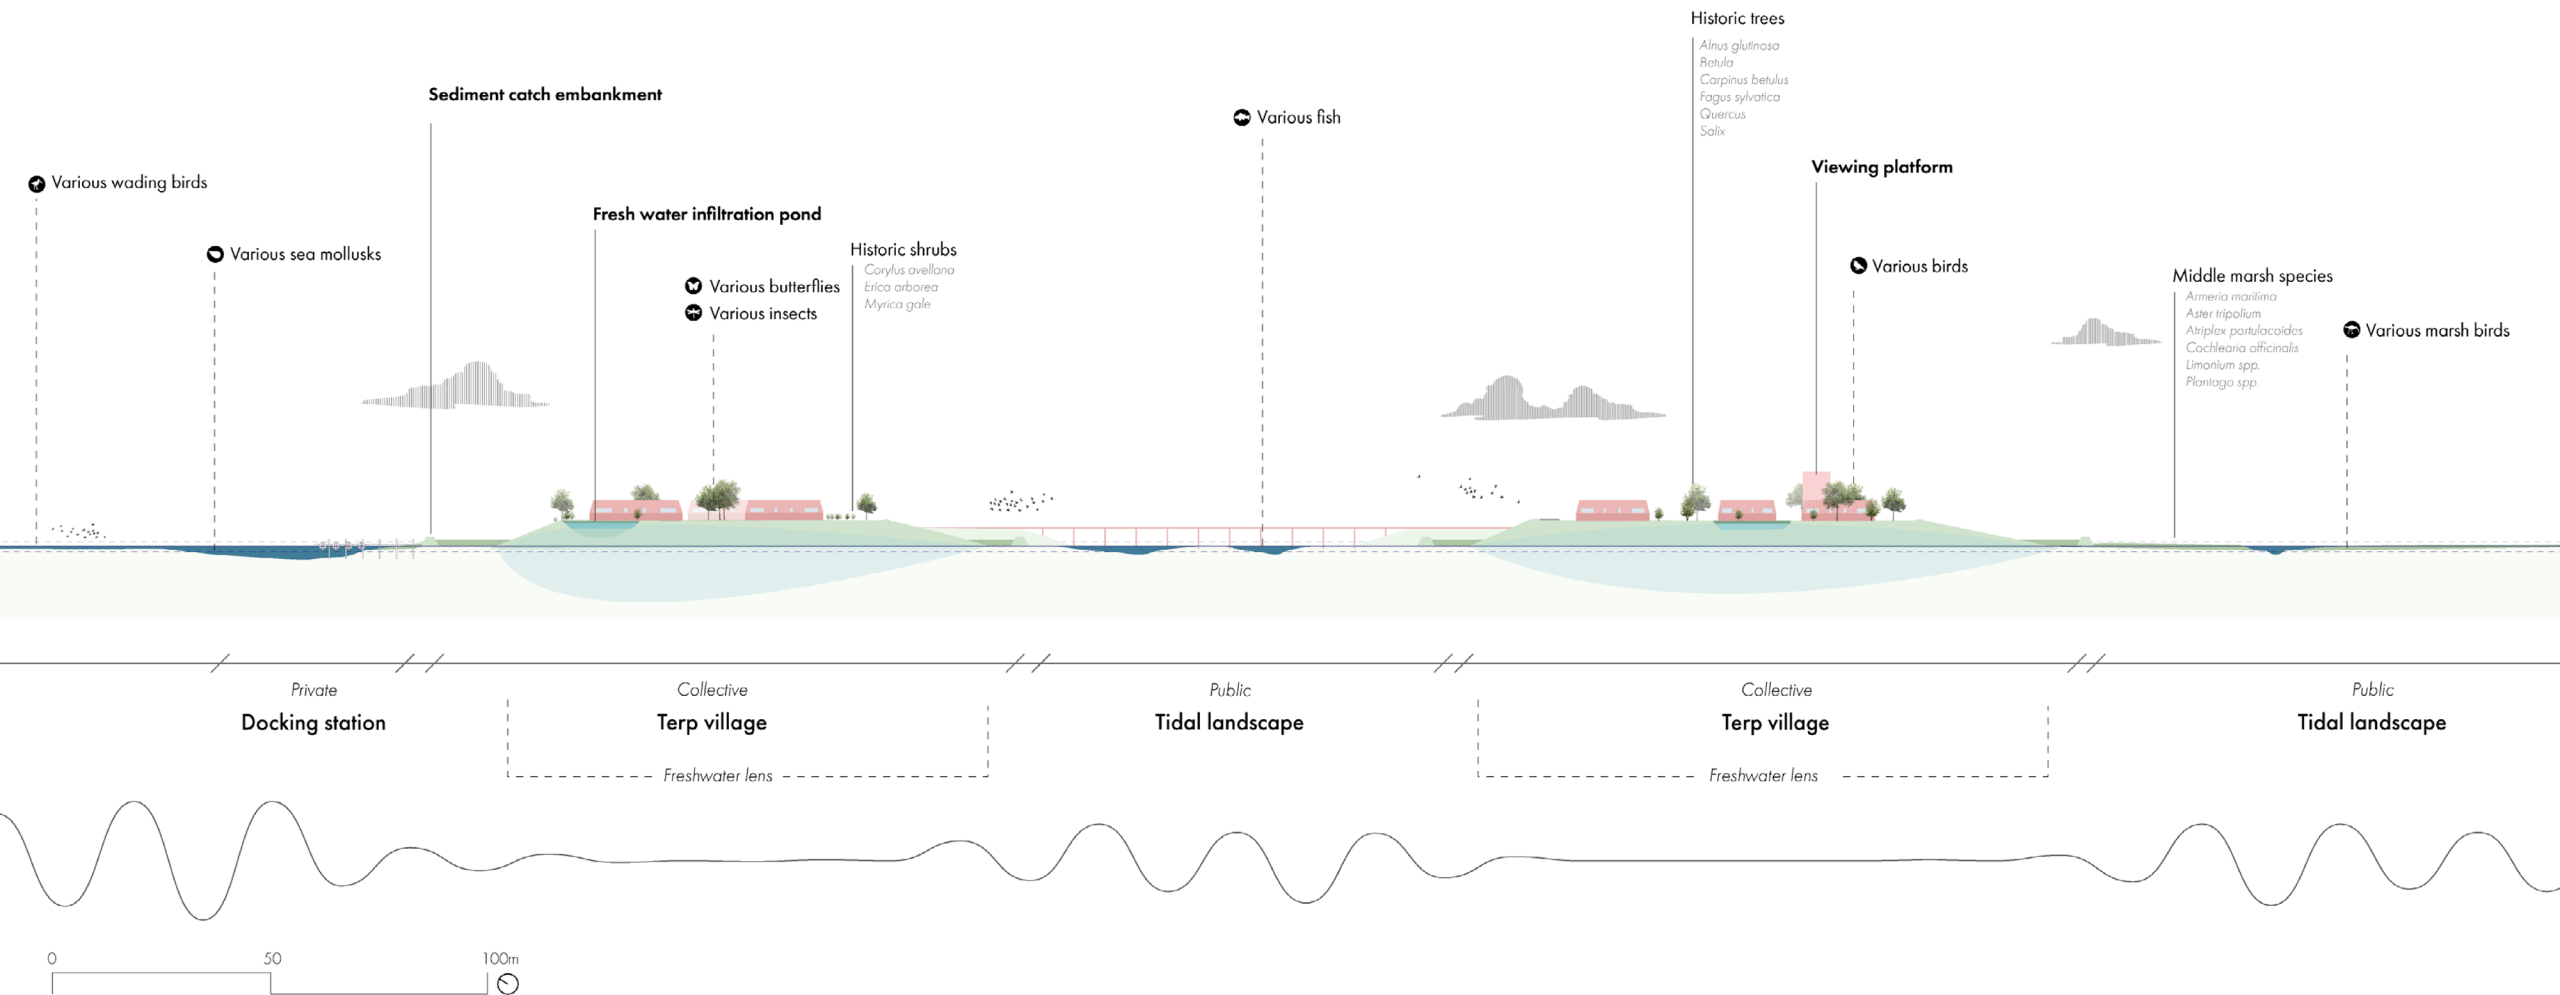 Historic trees
Alnus glutinosa
Betula
Carpinus betulus
Fagus sylvatica
Quercus
Salix
Sediment catch embankment
Various fish
Viewing platform
Various wading birds
Fresh water infiltration pond
Various sea mollusks
Historic shrubs
Corylus avellana
Erica arborea
Myrica gale
Various birds
Various butterflies
Various insects
Middle marsh species
Armeria maritima
Aster tripolium
Atriplex portulacoides
Cochlearia officinalis
Limonium spp.
Plantago spp.
Various marsh birds
Private
Docking station
Collective
Terp village
Freshwater lens
Public
Tidal landscape
Collective
Terp village
Freshwater lens
Public
Tidal landscape
0 50 100m